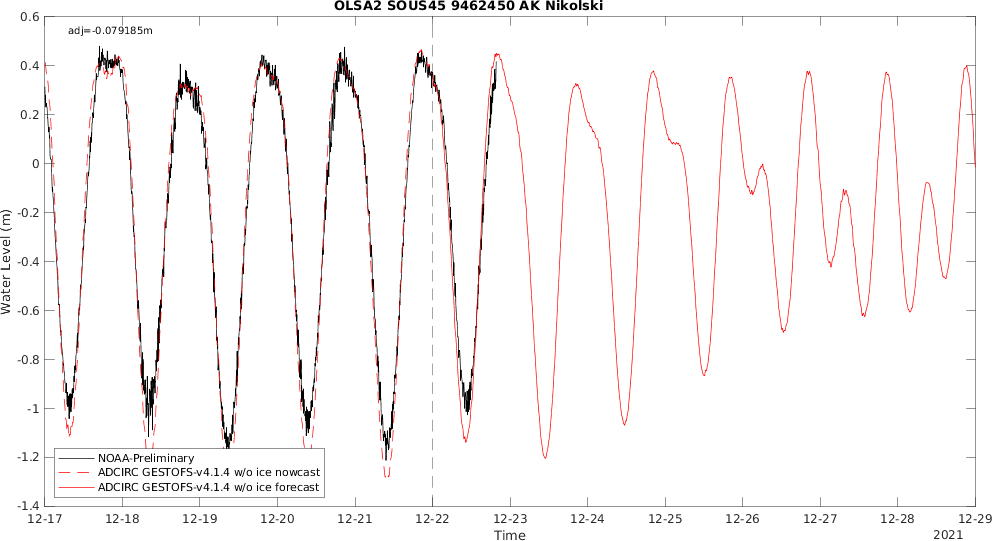 OLSA2 SOUS45 9462450 AK Nikolski
adj=-0.079185m
Water Level (m)
0.6
0.4
0.2
0
-0.2
-0.4
-0.6
-0.8
-1
-1.2
-1.4
NOAA-Preliminary
ADCIRC GESTOFS-v4.1.4 w/o ice nowcast
ADCIRC GESTOFS-v4.1.4 w/o ice forecast
12-17 12-18 12-19 12-20 12-21 12-22 12-23 12-24 12-25 12-26 12-27 12-28 12-29
Time
2021